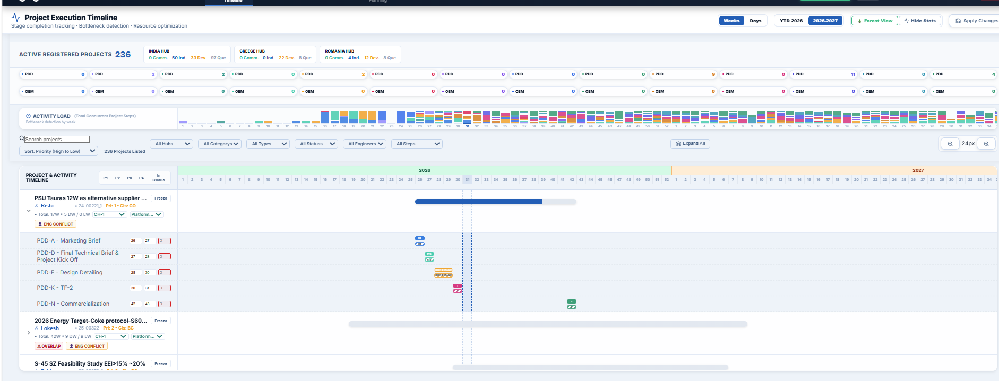 Timeline
Planning
Project Execution Timeline
Stage completion tracking · Bottleneck detection · Resource optimization
Weeks Days YTD 2026 2026-2027 Forest View Hide Stats Apply Changes
ACTIVE REGISTERED PROJECTS 236
INDIA HUB
0 Comm. 50 Ind. 33 Dev. 97 Que
GREECE HUB
0 Comm. 0 Ind. 22 Dev. 8 Que
ROMANIA HUB
0 Comm. 4 Ind. 12 Dev. 8 Que
• PDD 0 • PDD 2 • PDD 2 • PDD 0 • PDD 2 • PDD 0 • PDD 0 • PDD 0 • PDD 0 • PDD 9 • PDD 0 • PDD 11 • PDD 0 • PDD 4
• OEM 0 • OEM 0 • OEM 0 • OEM 0 • OEM 0 • OEM 0 • OEM 0 • OEM 0 • OEM 0 • OEM 0 • OEM 0 • OEM 0 • OEM 0 • OEM 0
ACTIVITY LOAD (Total Concurrent Project Steps)
Bottleneck detection by week
1 2 3 4 5 6 7 8 9 10 11 12 13 14 15 16 17 18 19 20 21 22 23 24 25 26 27 28 29 30 31 32 33 34 35 36 37 38 39 40 41 42 43 44 45 46 47 48 49 50 51 52 1 2 3 4 5 6 7 8 9 10 11 12 13 14 15 16 17 18 19 20 21 22 23 24 25 26 27 28 29 30 31 32 33 34
Search projects...
All Hubs All Categorys All Types All Statuss All Engineers All Steps Expand All 24px
Sort: Priority (High to Low) 236 Projects Listed
PROJECT & ACTIVITY
TIMELINE
P1 P2 P3 P4 In
Queue
2026 2027
1 2 3 4 5 6 7 8 9 10 11 12 13 14 15 16 17 18 19 20 21 22 23 24 25 26 27 28 29 30 31 32 33 34 35 36 37 38 39 40 41 42 43 44 45 46 47 48 49 50 51 52 1 2 3 4 5 6 7 8 9 10 11 12 13 14 15 16 17 18 19 20 21 22 23 24 25 26 27 28 29 30 31 32 33 34
PSU Tauras 12W as alternative supplier ... Freeze
Rishi • 24-00221_1 Pri: 1 • Cls: CO
• Total: 17W • 5 DW / 0 LW CH-1 Platform...
ENG CONFLICT
PDD-A - Marketing Brief 26 27 D
PDD-D - Final Technical Brief &
Project Kick Off 27 28 D
PDD-E - Design Detailing 28 30 D
PDD-K - TF-2 30 31 D
PDD-N - Commercialization 42 43 D
2026 Energy Target-Coke protocol-S60... Freeze
Lokesh • 25-00322 Pri: 2 • Cls: BC
• Total: 42W • 9 DW / 9 LW CH-1 Platform...
OVERLAP ENG CONFLICT
S-45 SZ Feasibility Study EEI>15% ~20% Freeze